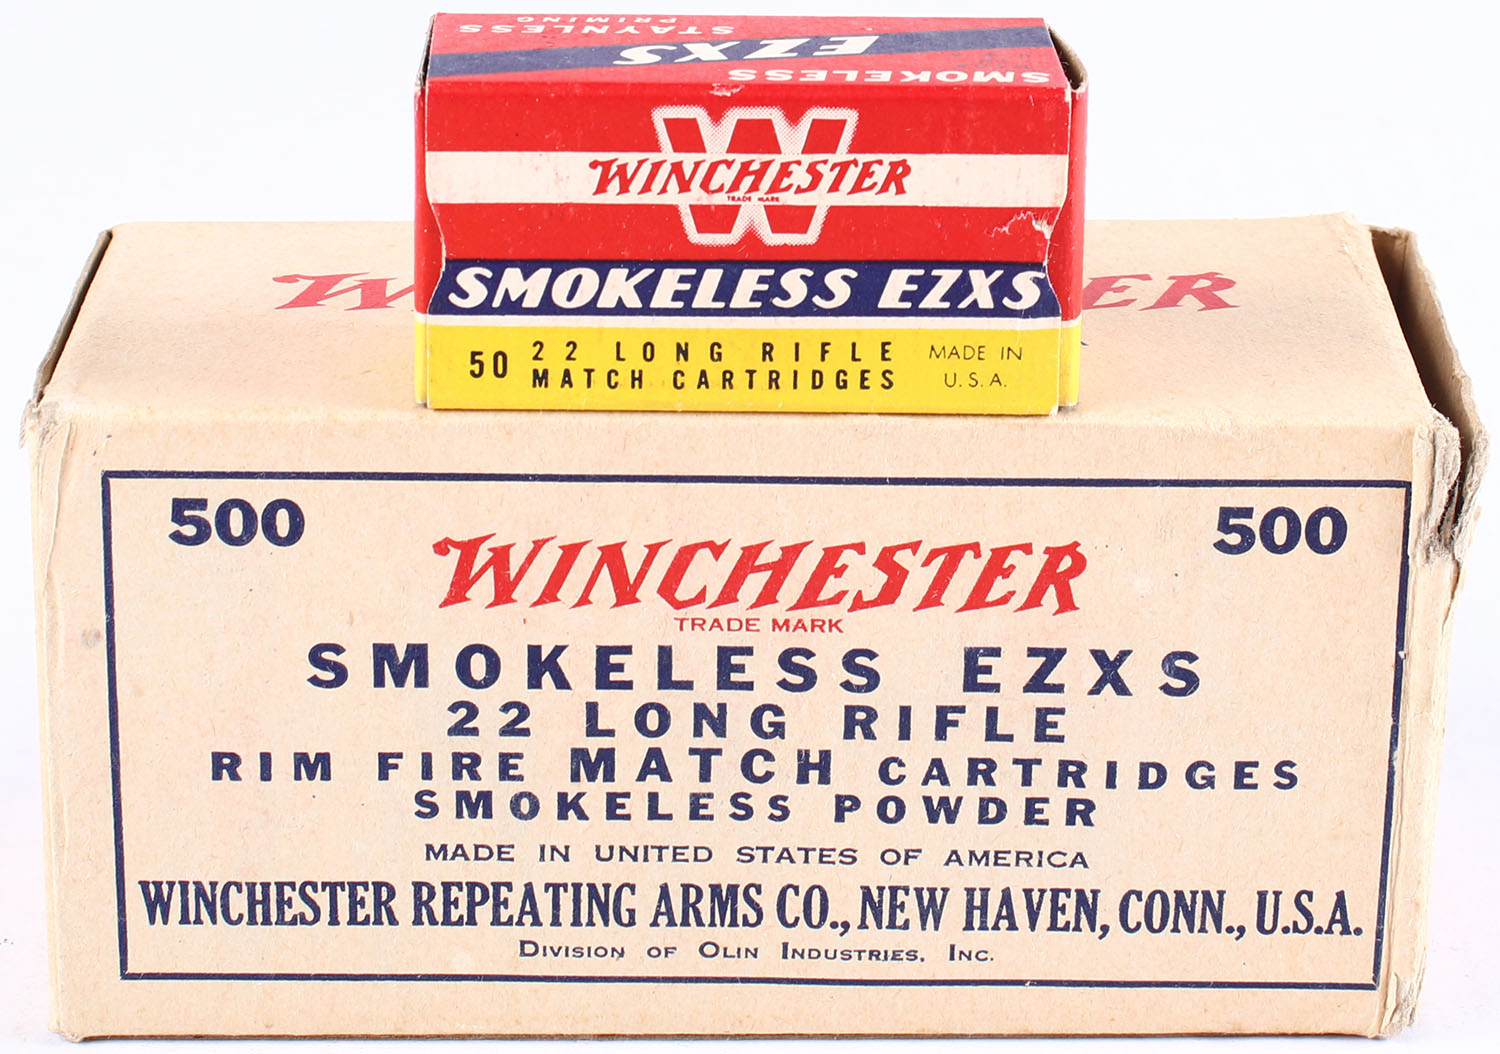 STAYNLESS
PRIMING
EZXS
SMOKELESS
W
WINCHESTER
TRADE MARK
SMOKELESS EZXS
50 22 LONG RIFLE
MATCH CARTRIDGES
MADE IN
U.S.A.
W ER
500 500
WINCHESTER
TRADE MARK
SMOKELESS EZXS
22 LONG RIFLE
RIM FIRE MATCH CARTRIDGES
SMOKELESS POWDER
MADE IN UNITED STATES OF AMERICA
WINCHESTER REPEATING ARMS CO., NEW HAVEN, CONN., U.S.A.
DIVISION OF OLIN INDUSTRIES, INC.